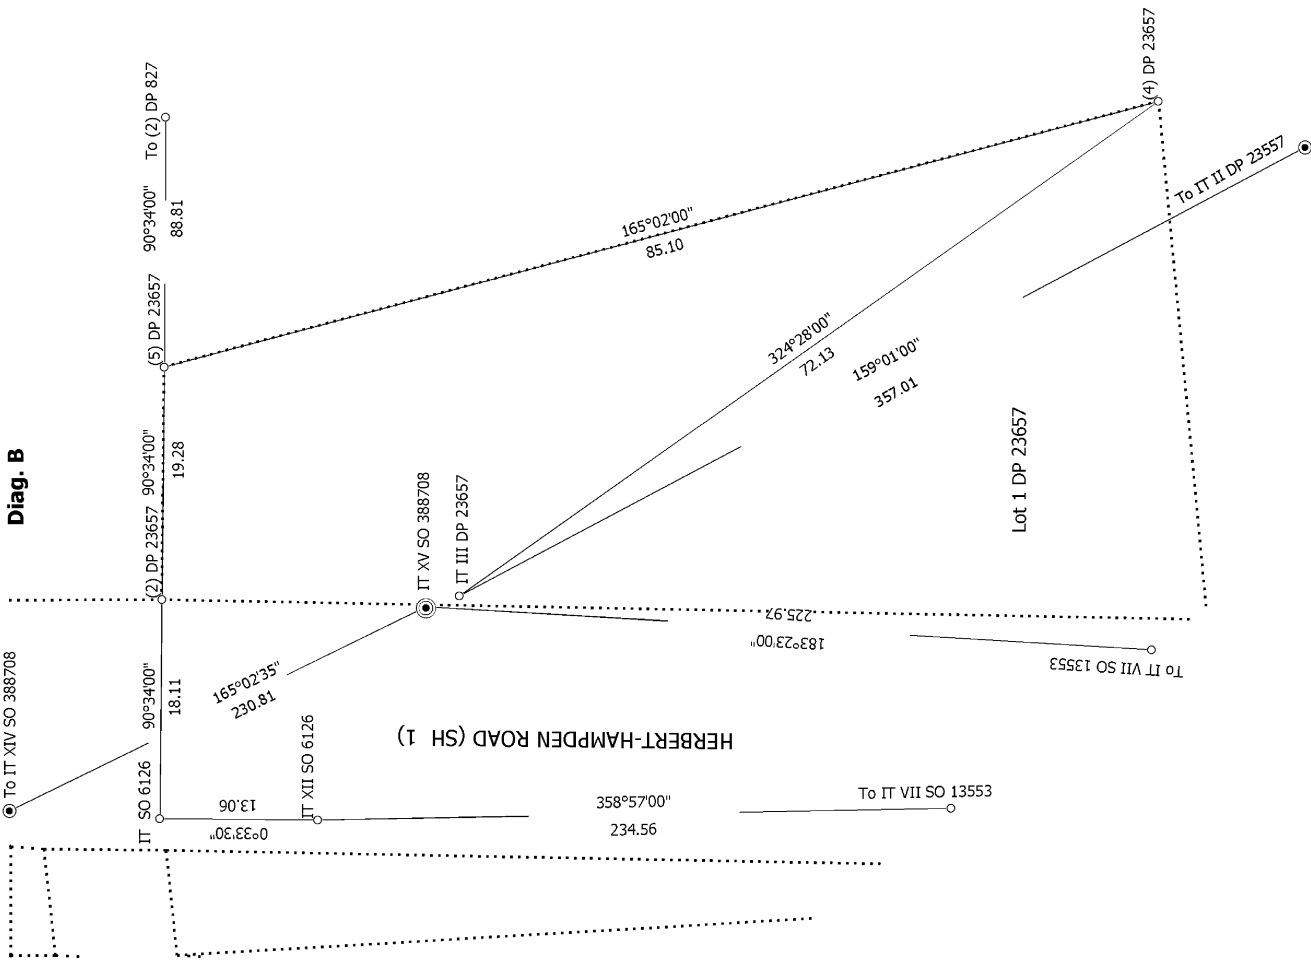 Diag. B
To (2) DP 827
90°34'00"
88.81
(5) DP 23657
90°34'00"
19.28
(2) DP 23657
90°34'00"
18.11
IT SO 6126
To IT XIV SO 388708
165°02'35"
230.81
IT XV SO 388708
IT III DP 23657
165°02'00"
85.10
(4) DP 23657
To IT II DP 23557
324°28'00"
72.13
159°01'00"
357.01
Lot 1 DP 23657
225.97
183°23'00"
To IT VII SO 13553
HERBERT-HAMPDEN ROAD (SH 1)
IT XII SO 6126
13.06
0°33'30"
358°57'00"
234.56
To IT VII SO 13553